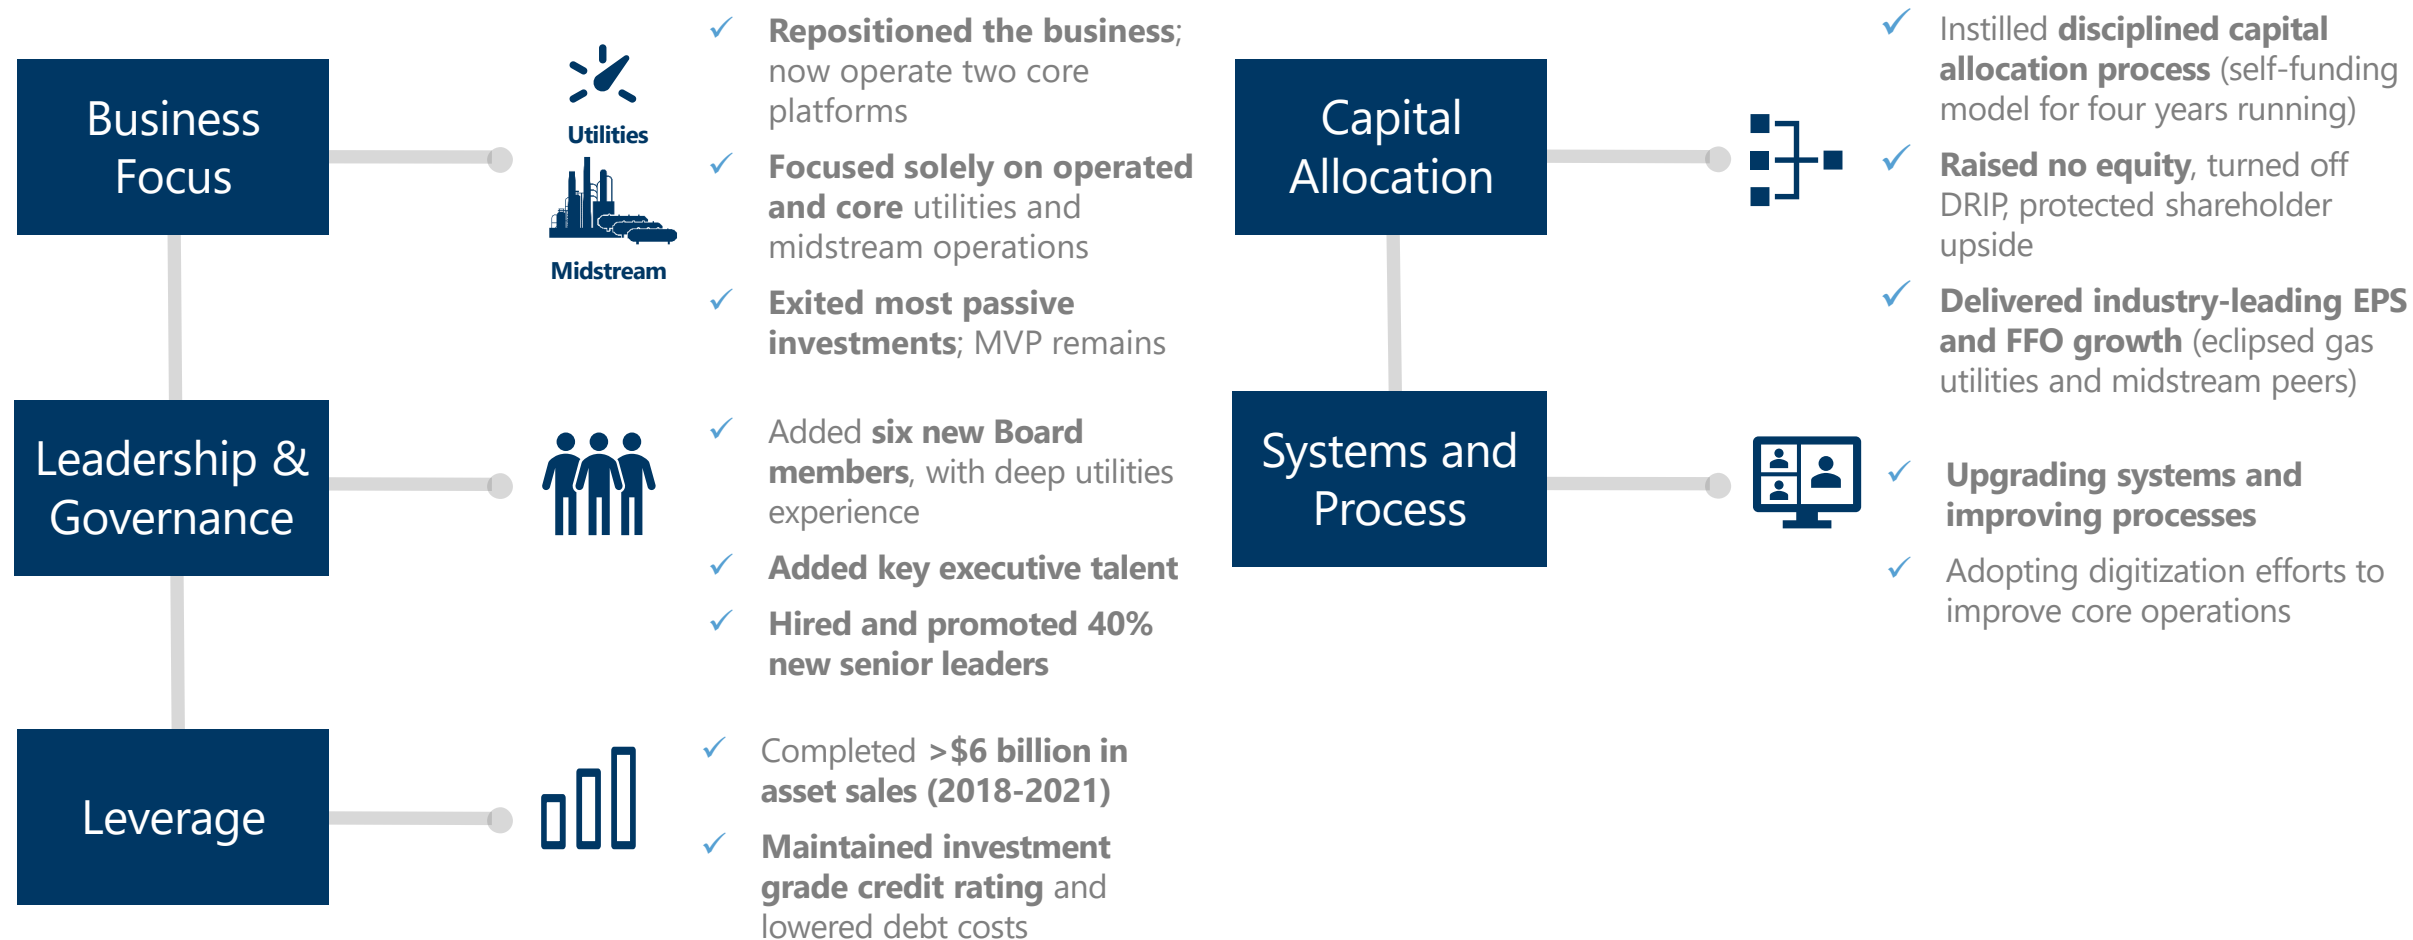 Business
Focus
Utilities
Midstream
✓ Repositioned the business;
now operate two core
platforms
✓ Focused solely on operated
and core utilities and
midstream operations
✓ Exited most passive
investments; MVP remains
Leadership &
Governance
✓ Added six new Board
members, with deep utilities
experience
✓ Added key executive talent
✓ Hired and promoted 40%
new senior leaders
Leverage
✓ Completed >$6 billion in
asset sales (2018-2021)
✓ Maintained investment
grade credit rating and
lowered debt costs
Capital
Allocation
✓ Instilled disciplined capital
allocation process (self-funding
model for four years running)
✓ Raised no equity, turned off
DRIP, protected shareholder
upside
✓ Delivered industry-leading EPS
and FFO growth (eclipsed gas
utilities and midstream peers)
Systems and
Process
✓ Upgrading systems and
improving processes
✓ Adopting digitization efforts to
improve core operations